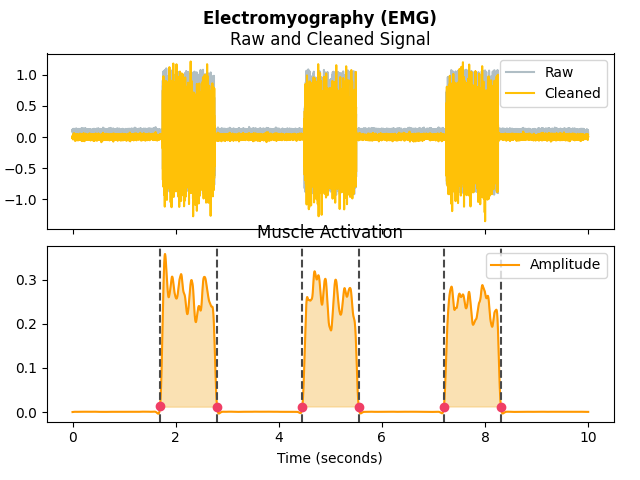 Electromyography (EMG)
Raw and Cleaned Signal
1.0
0.5
0.0
−0.5
−1.0
Raw
Cleaned
Muscle Activation
0.3
0.2
0.1
0.0
Amplitude
0 2 4 6 8 10
Time (seconds)